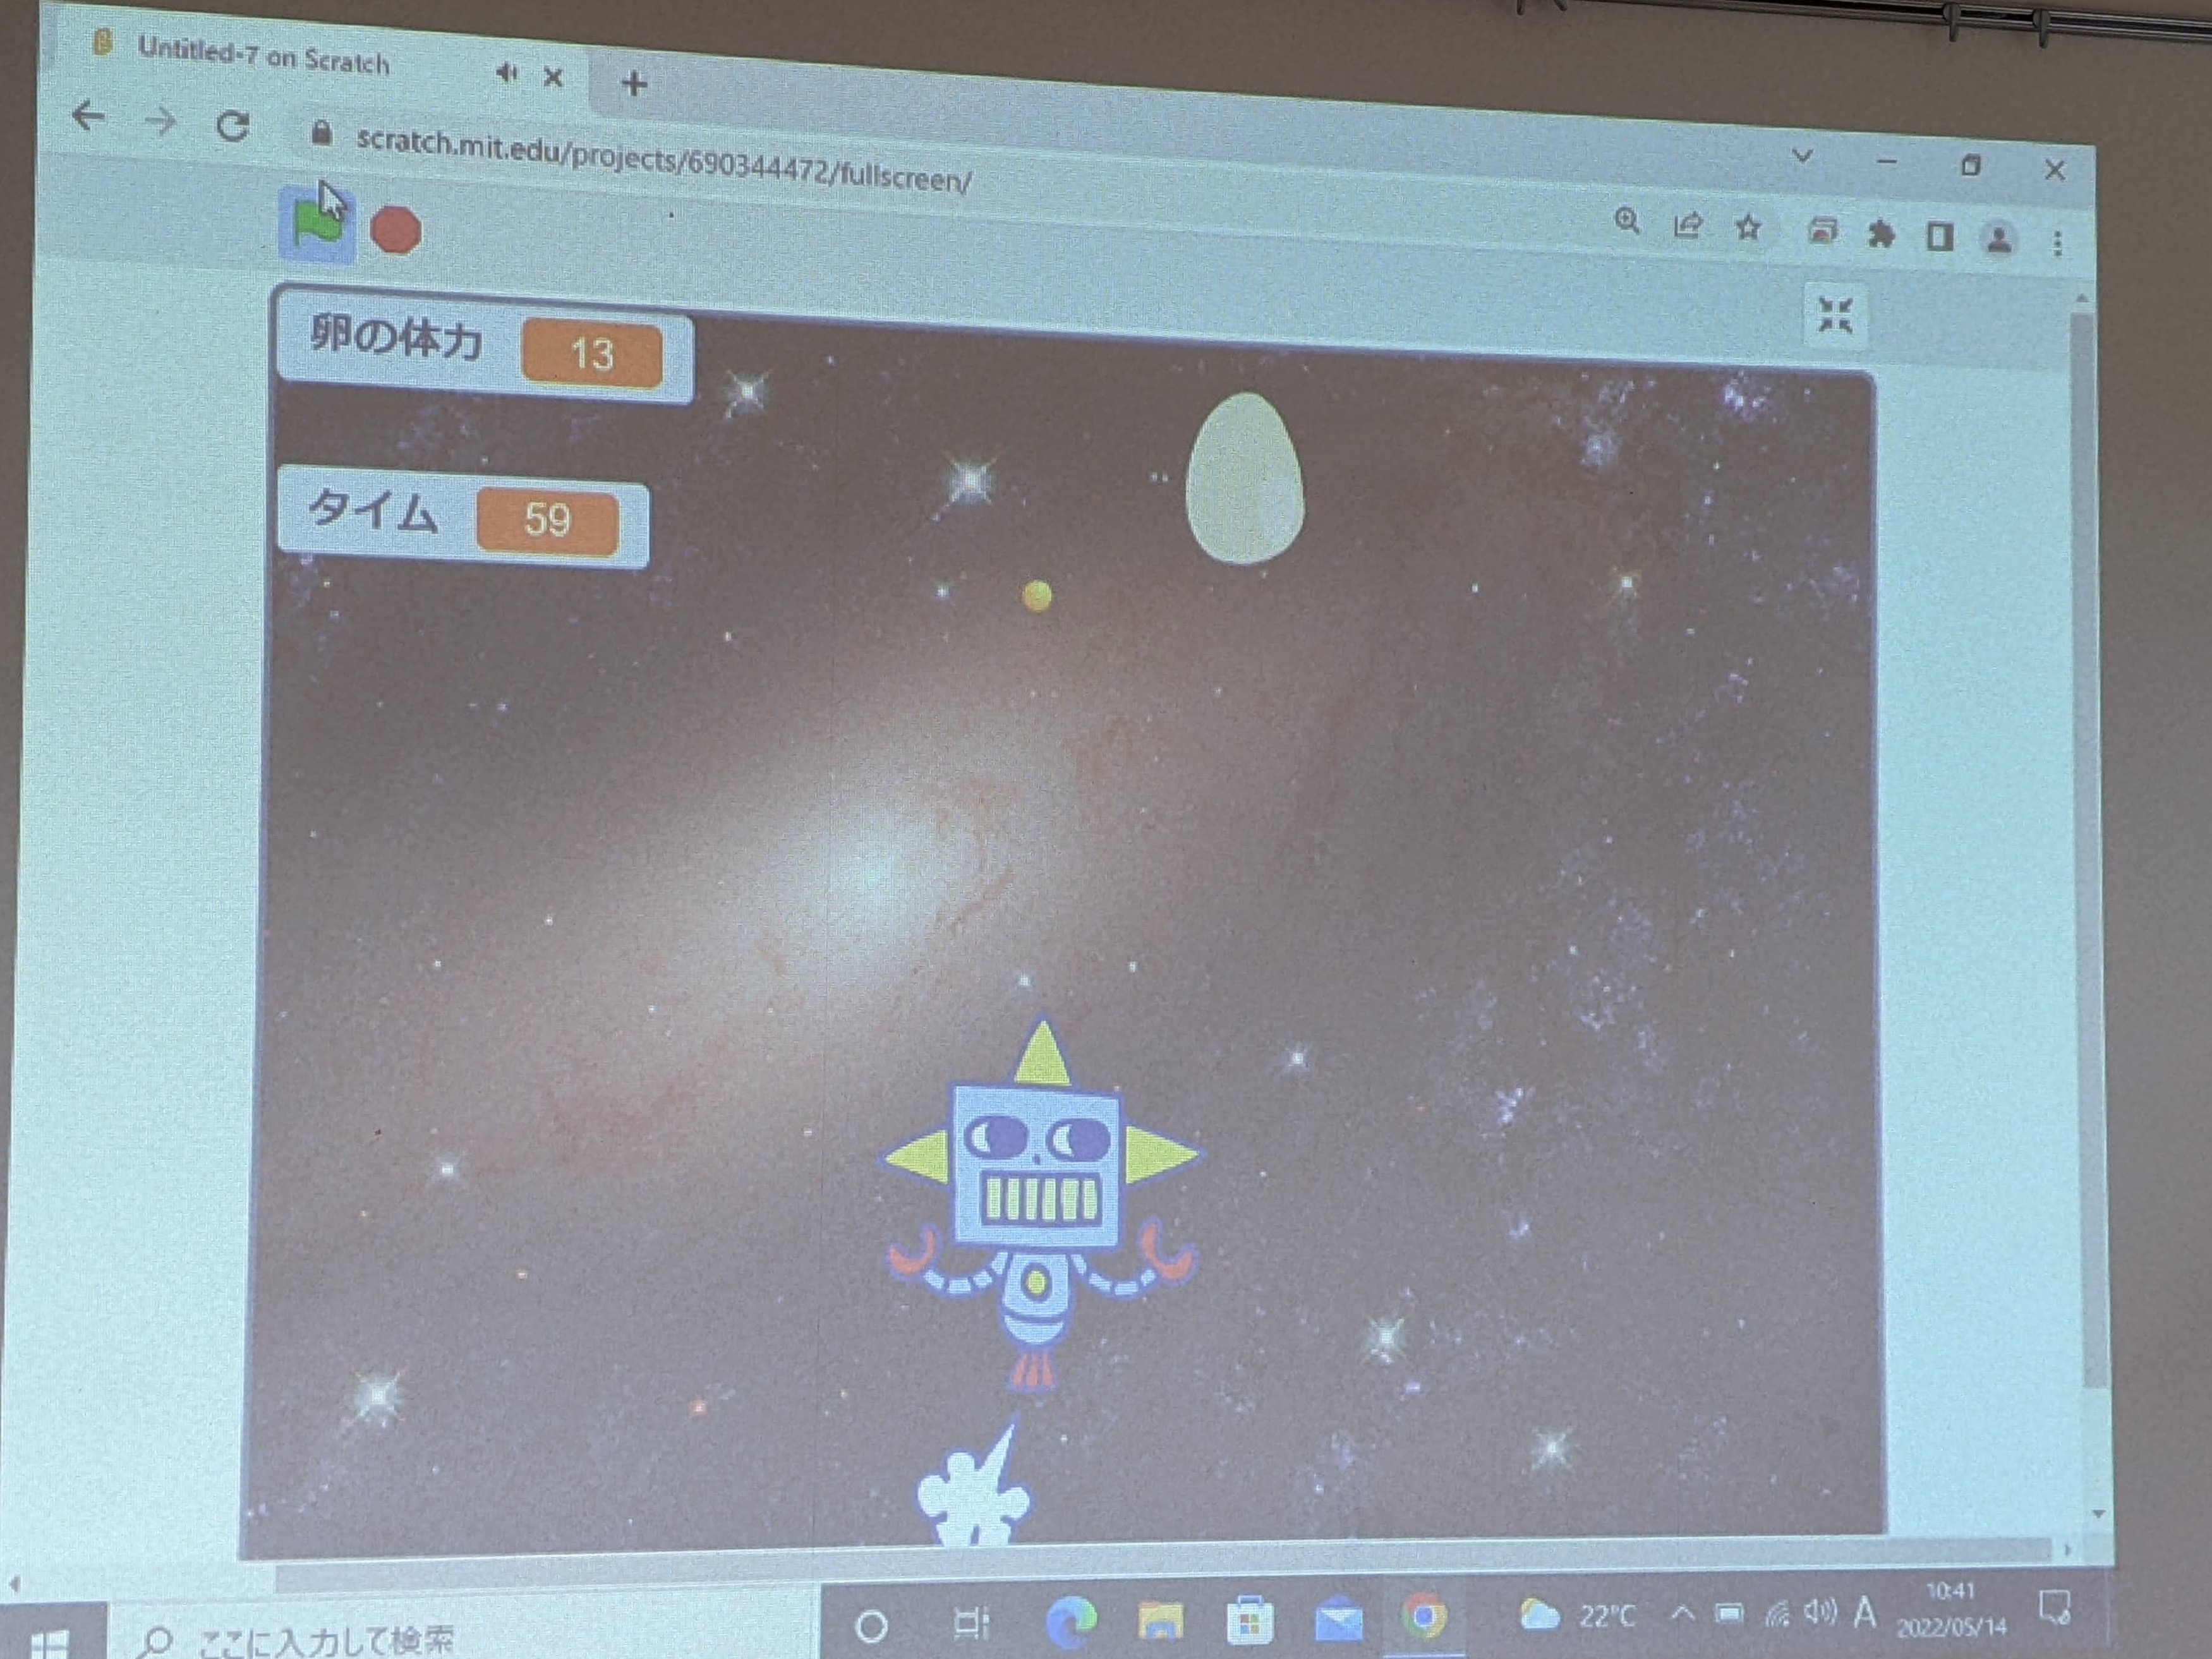 Untitled-7 on Scratch
scratch.mit.edu/projects/690344472/fullscreen/
卵の体力 13
タイム 59
ここに入力して検索
22°C
A
10:41
2022/05/14